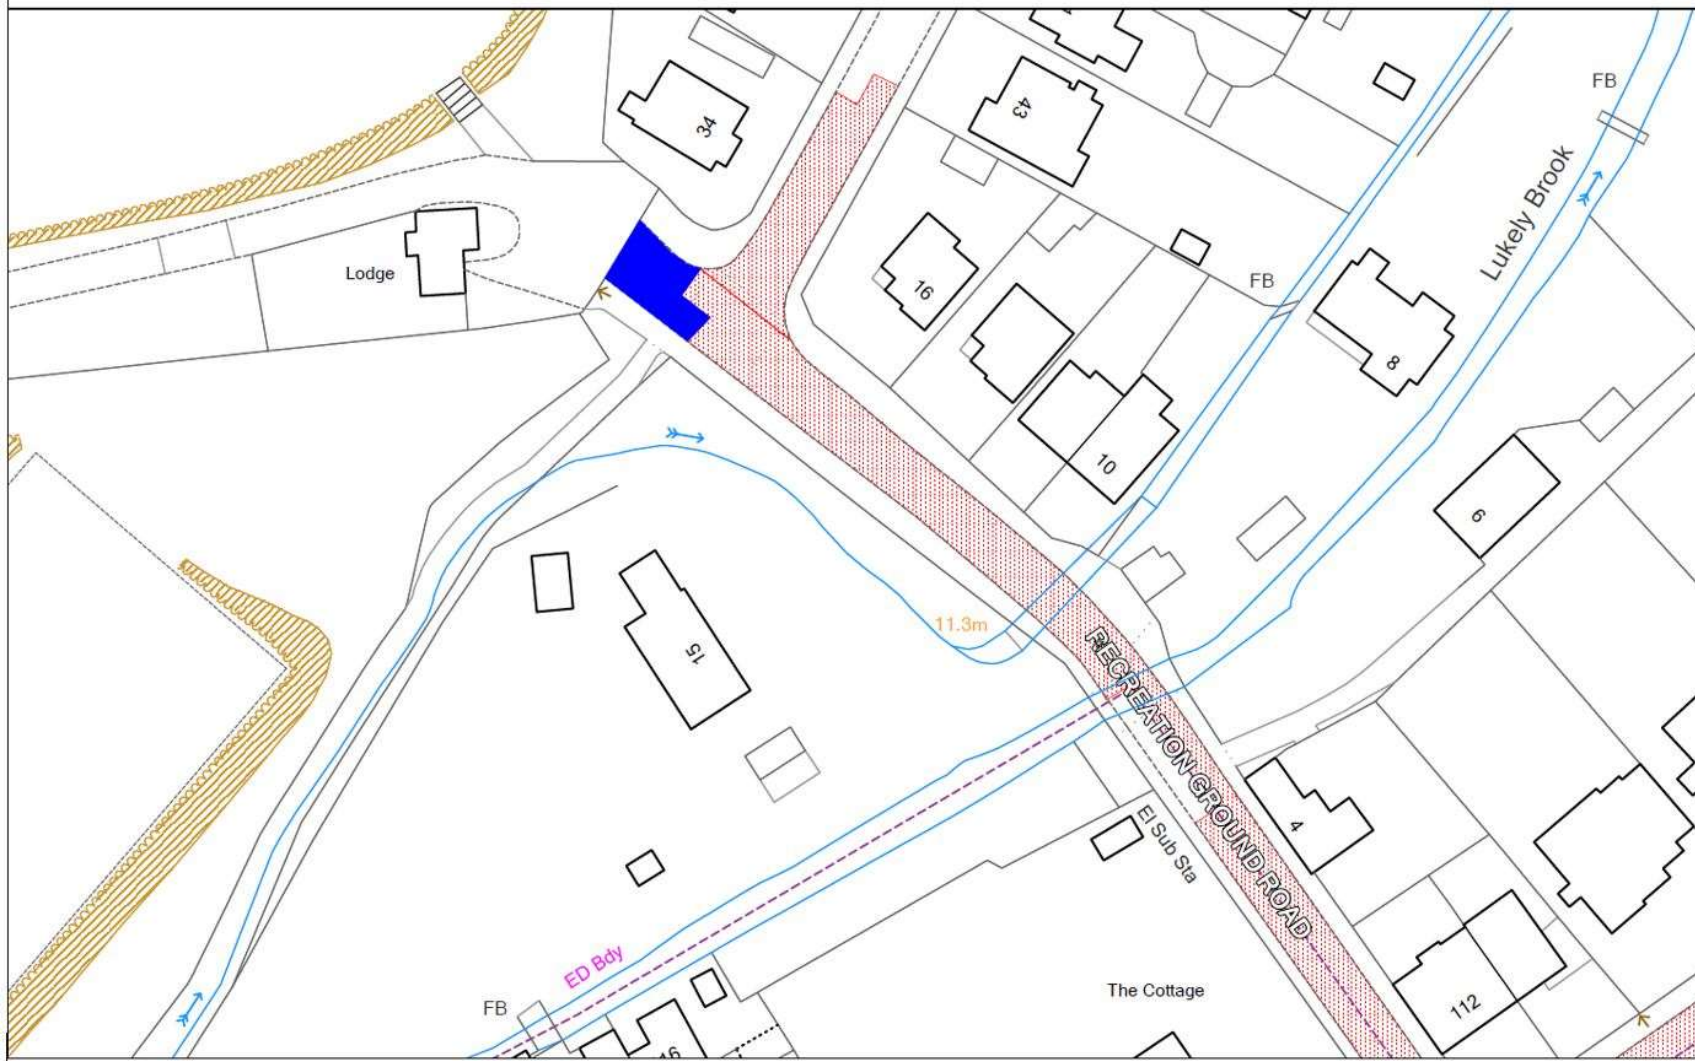 FB
34
43
Lukely Brook
Lodge
16
FB
8
10
6
11.3m
15
RECREATION GROUND ROAD
4
El Sub Sta
ED Bdy
The Cottage
FB
112
16